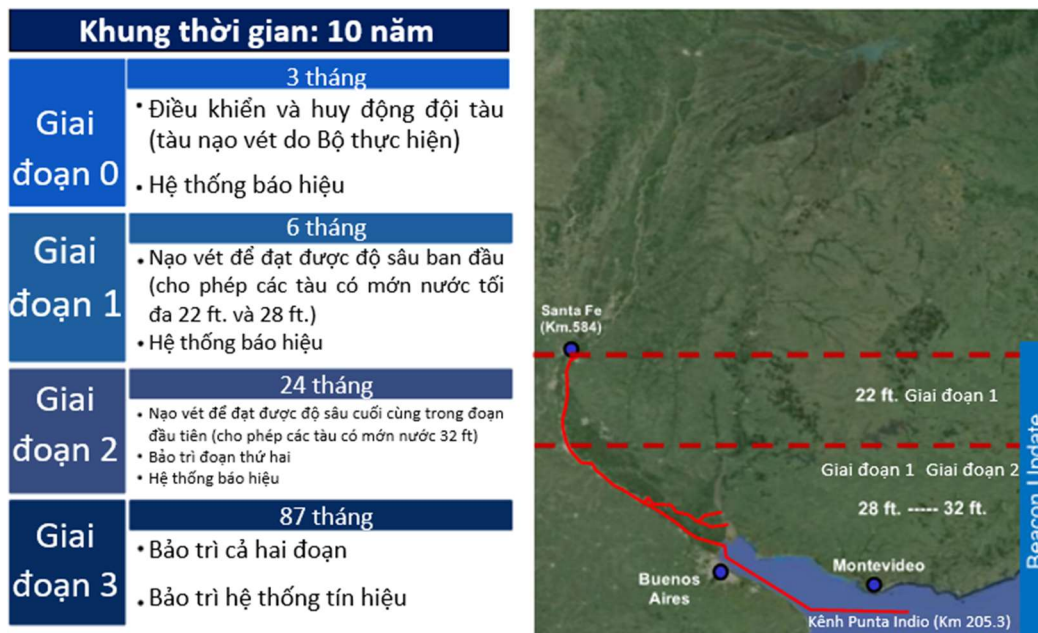 Khung thời gian: 10 năm
Giai
đoạn 0
3 tháng
• Điều khiển và huy động đội tàu
(tàu nạo vét do Bộ thực hiện)
• Hệ thống báo hiệu
Giai
đoạn 1
6 tháng
• Nạo vét để đạt được độ sâu ban đầu
(cho phép các tàu có mớn nước tối
đa 22 ft. và 28 ft.)
• Hệ thống báo hiệu
Giai
đoạn 2
24 tháng
• Nạo vét để đạt được độ sâu cuối cùng trong đoạn
đầu tiên (cho phép các tàu có mớn nước 32 ft)
• Bảo trì đoạn thứ hai
• Hệ thống báo hiệu
Giai
đoạn 3
87 tháng
• Bảo trì cả hai đoạn
• Bảo trì hệ thống tín hiệu
Santa Fe
(Km.584)
22 ft. Giai đoạn 1
Giai đoạn 1 Giai đoạn 2
28 ft. ----- 32 ft.
Beacon Update
Buenos
Aires
Montevideo
Kênh Punta Indio (Km 205.3)